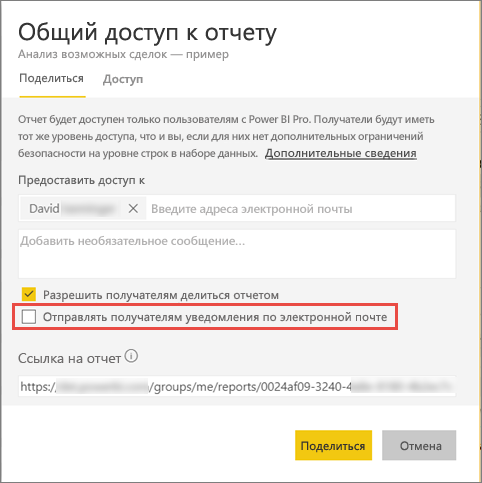 Общий доступ к отчету
Анализ возможных сделок — пример
Поделиться Доступ
Отчет будет доступен только пользователям с Power BI Pro. Получатели будут иметь
тот же уровень доступа, что и вы, если для них нет дополнительных ограничений
безопасности на уровне строк в наборе данных. Дополнительные сведения
Предоставить доступ к
David × Введите адреса электронной почты
Добавить необязательное сообщение...
Разрешить получателям делиться отчетом
Отправлять получателям уведомления по электронной почте
Ссылка на отчет
https:/ /groups/me/reports/0024af09-3240-4
Поделиться Отмена